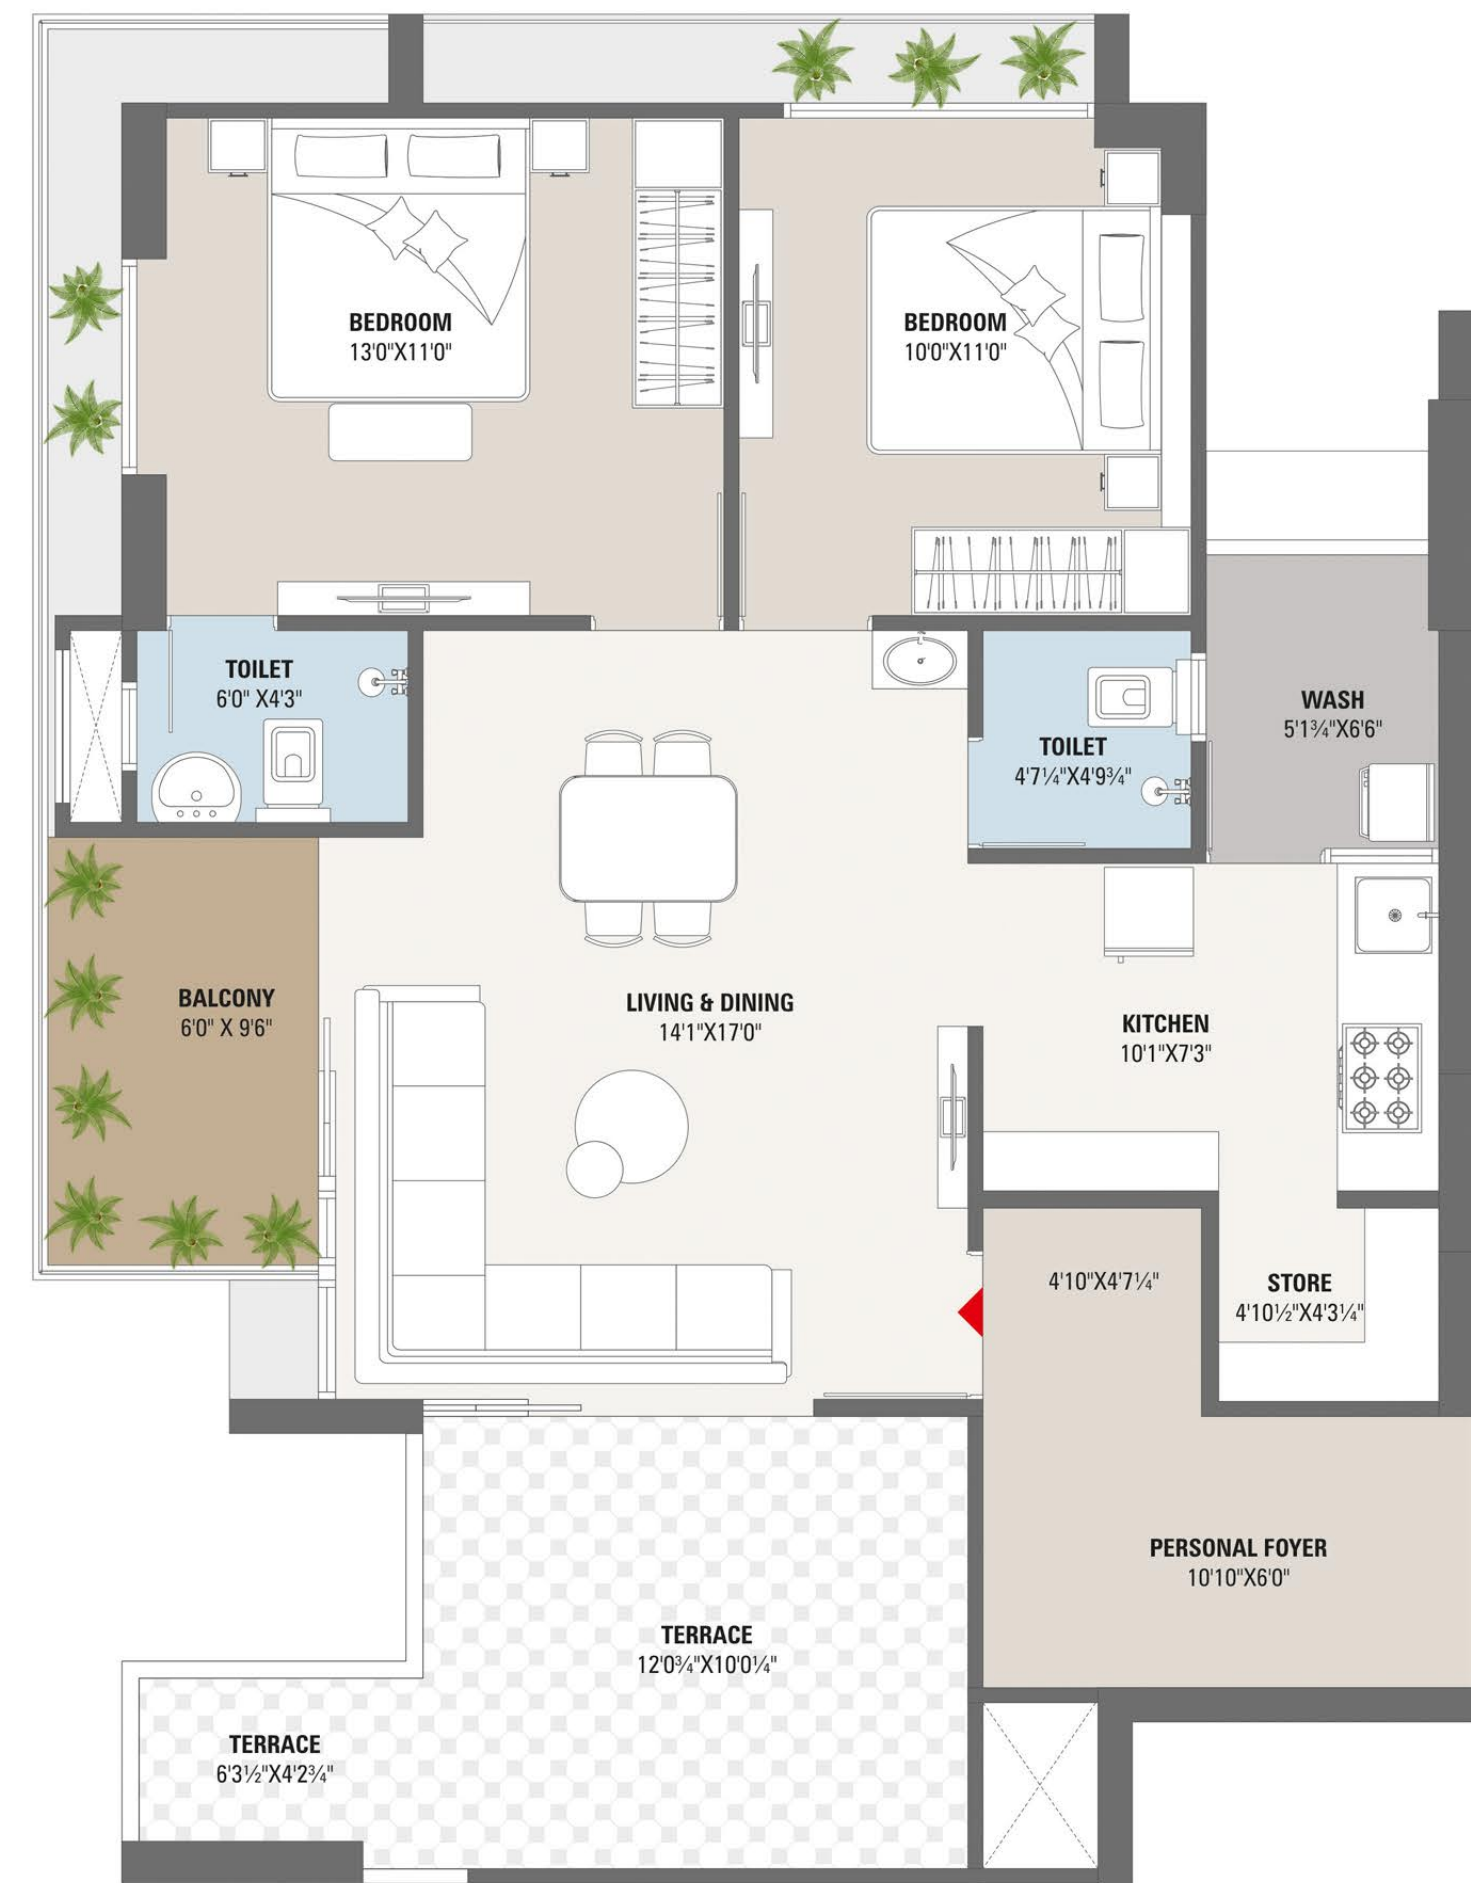 BEDROOM
13'0"X11'0"
BEDROOM
10'0"X11'0"
TOILET
6'0" X4'3"
WASH
5'1¾"X6'6"
TOILET
4'7¼"X4'9¾"
BALCONY
6'0" X 9'6"
LIVING & DINING
14'1"X17'0"
KITCHEN
10'1"X7'3"
4'10"X4'7¼"
STORE
4'10½"X4'3¼"
PERSONAL FOYER
10'10"X6'0"
TERRACE
12'0¾"X10'0¼"
TERRACE
6'3½"X4'2¾"